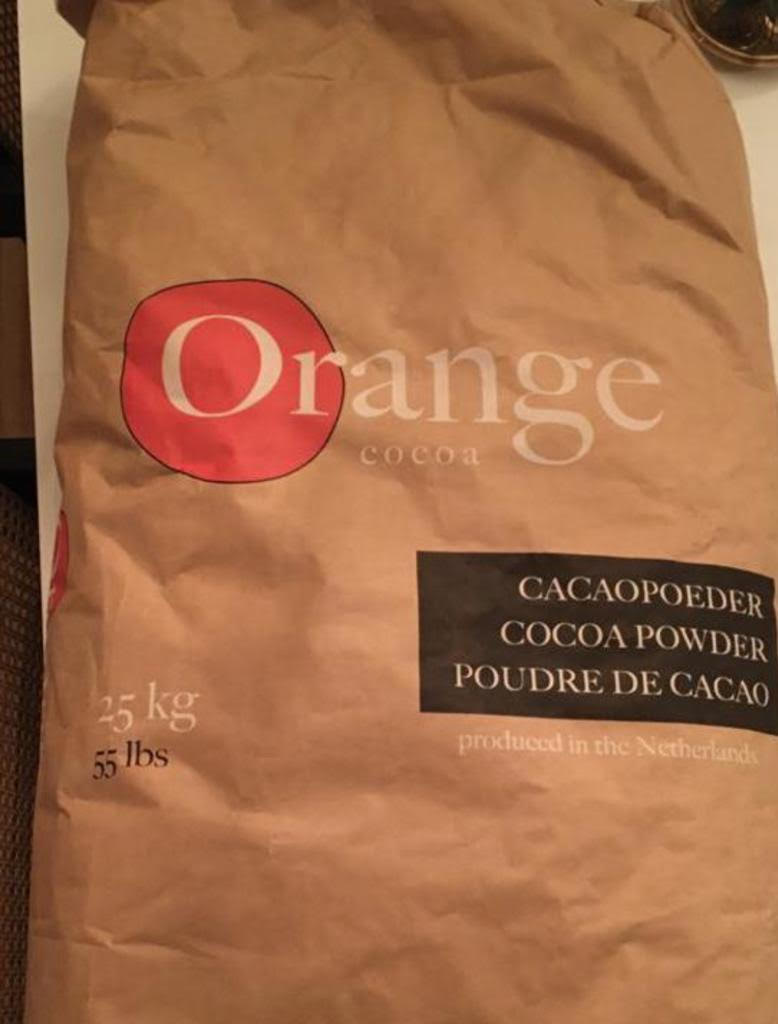 Orange
cocoa
CACAOPOEDER
COCOA POWDER
POUDRE DE CACAO
25 kg
55 lbs
produced in the Netherlands